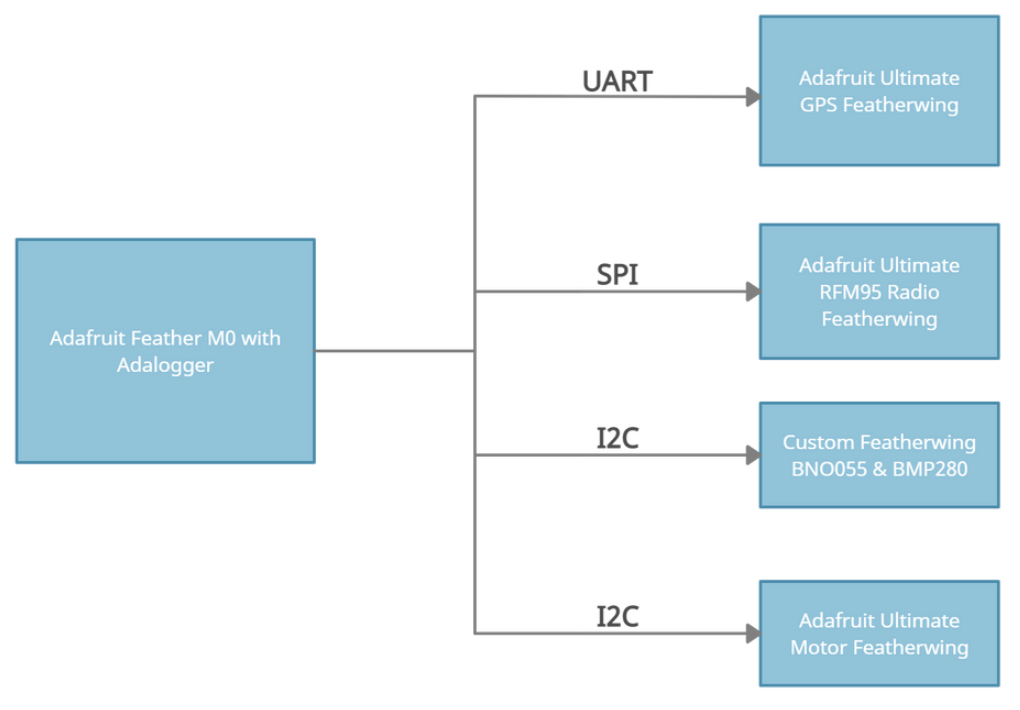 Adafruit Feather M0 with
Adalogger
UART
Adafruit Ultimate
GPS Featherwing
SPI
Adafruit Ultimate
RFM95 Radio
Featherwing
I2C
Custom Featherwing
BNO055 & BMP280
I2C
Adafruit Ultimate
Motor Featherwing